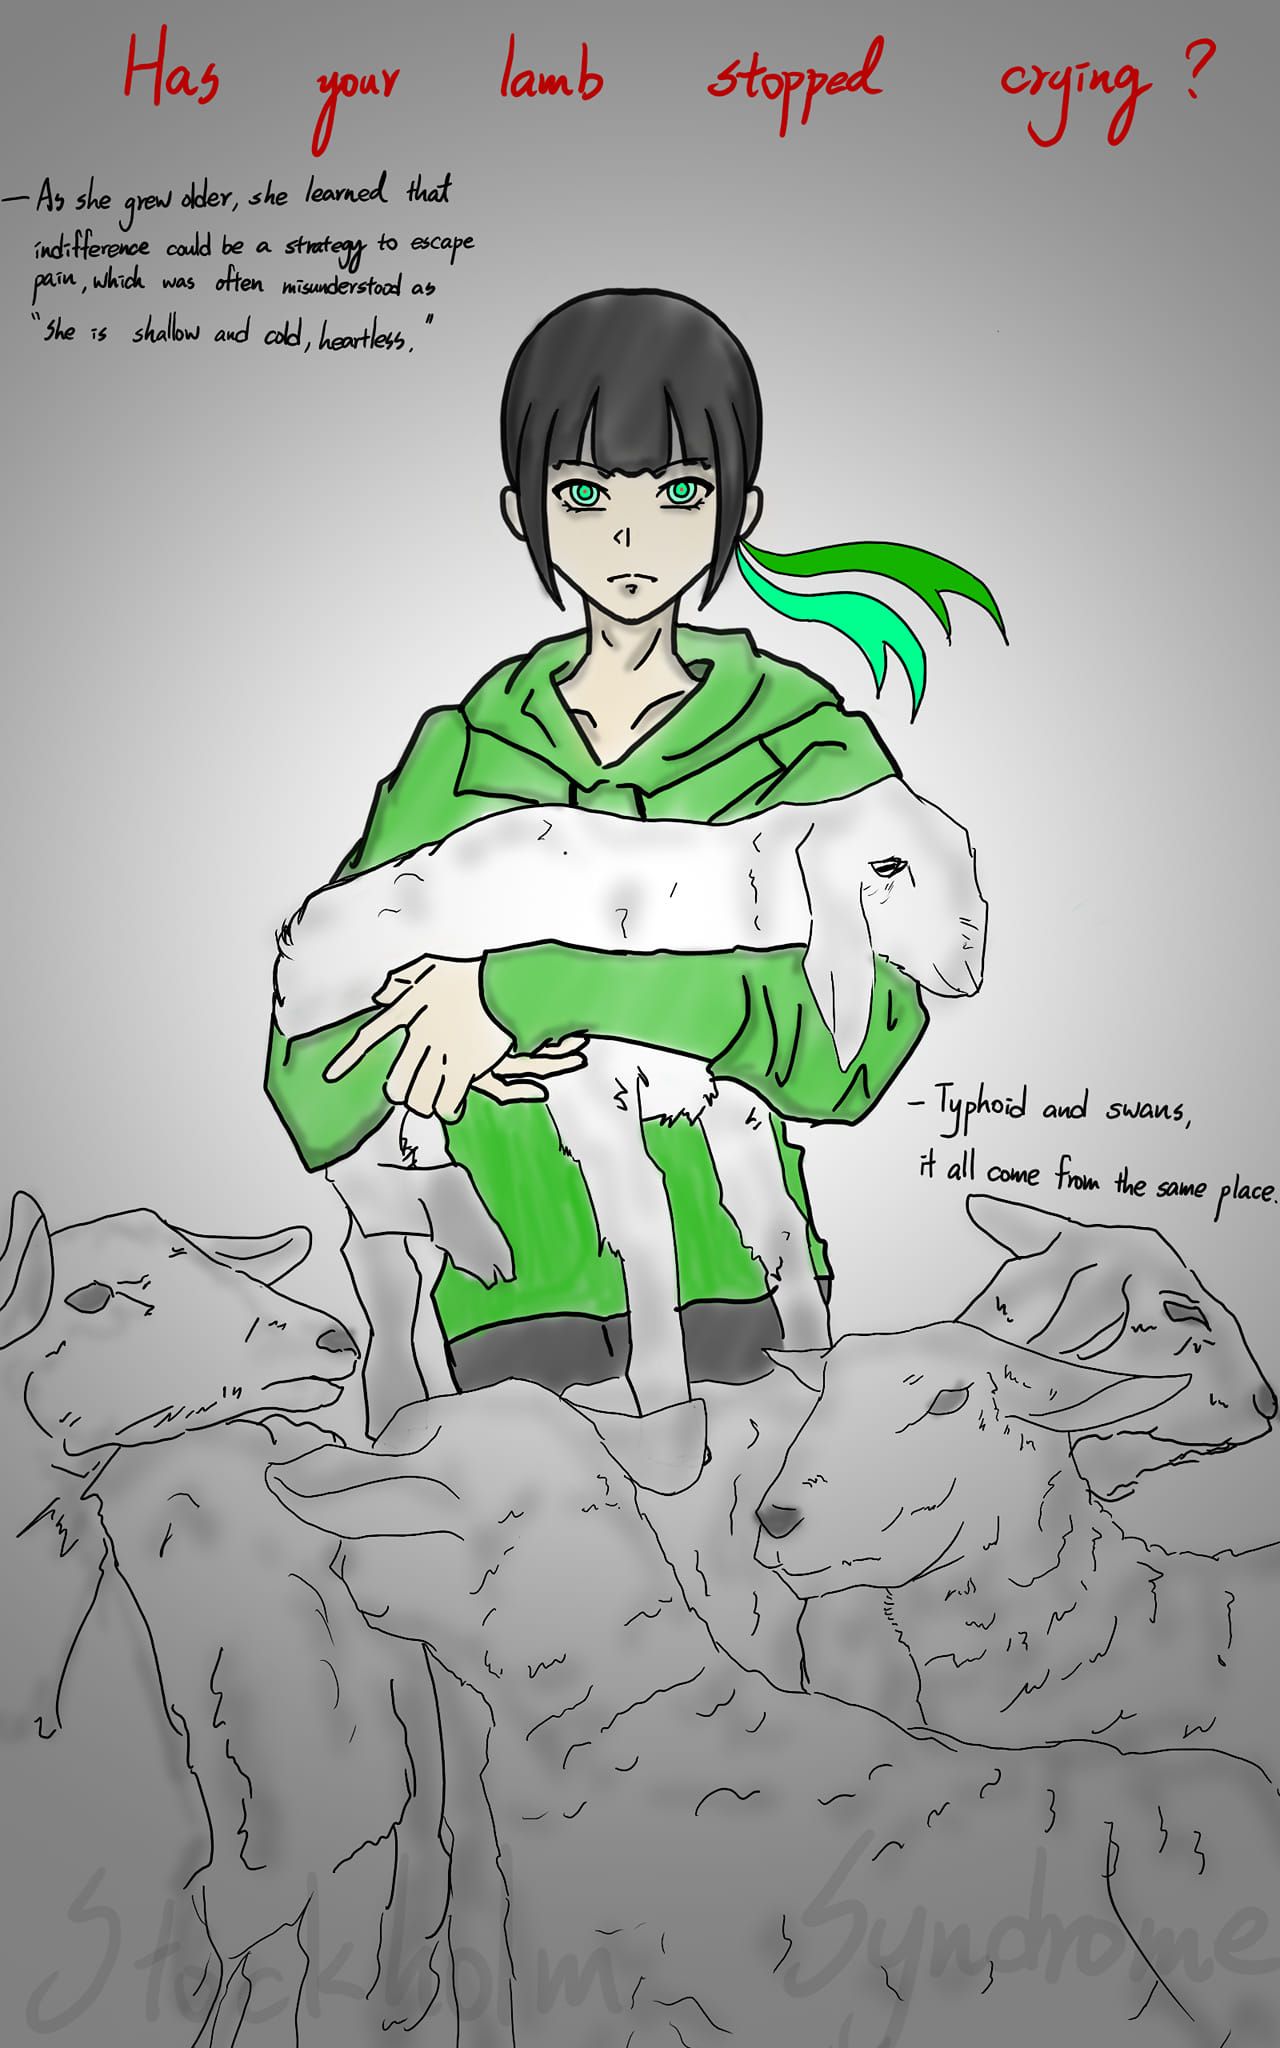 Has your lamb stopped crying?
— As she grew older, she learned that
indifference could be a strategy to escape
pain, which was often misunderstood as
"she is shallow and cold, heartless."
— Typhoid and swans,
it all come from the same place.
Stockholm Syndrome